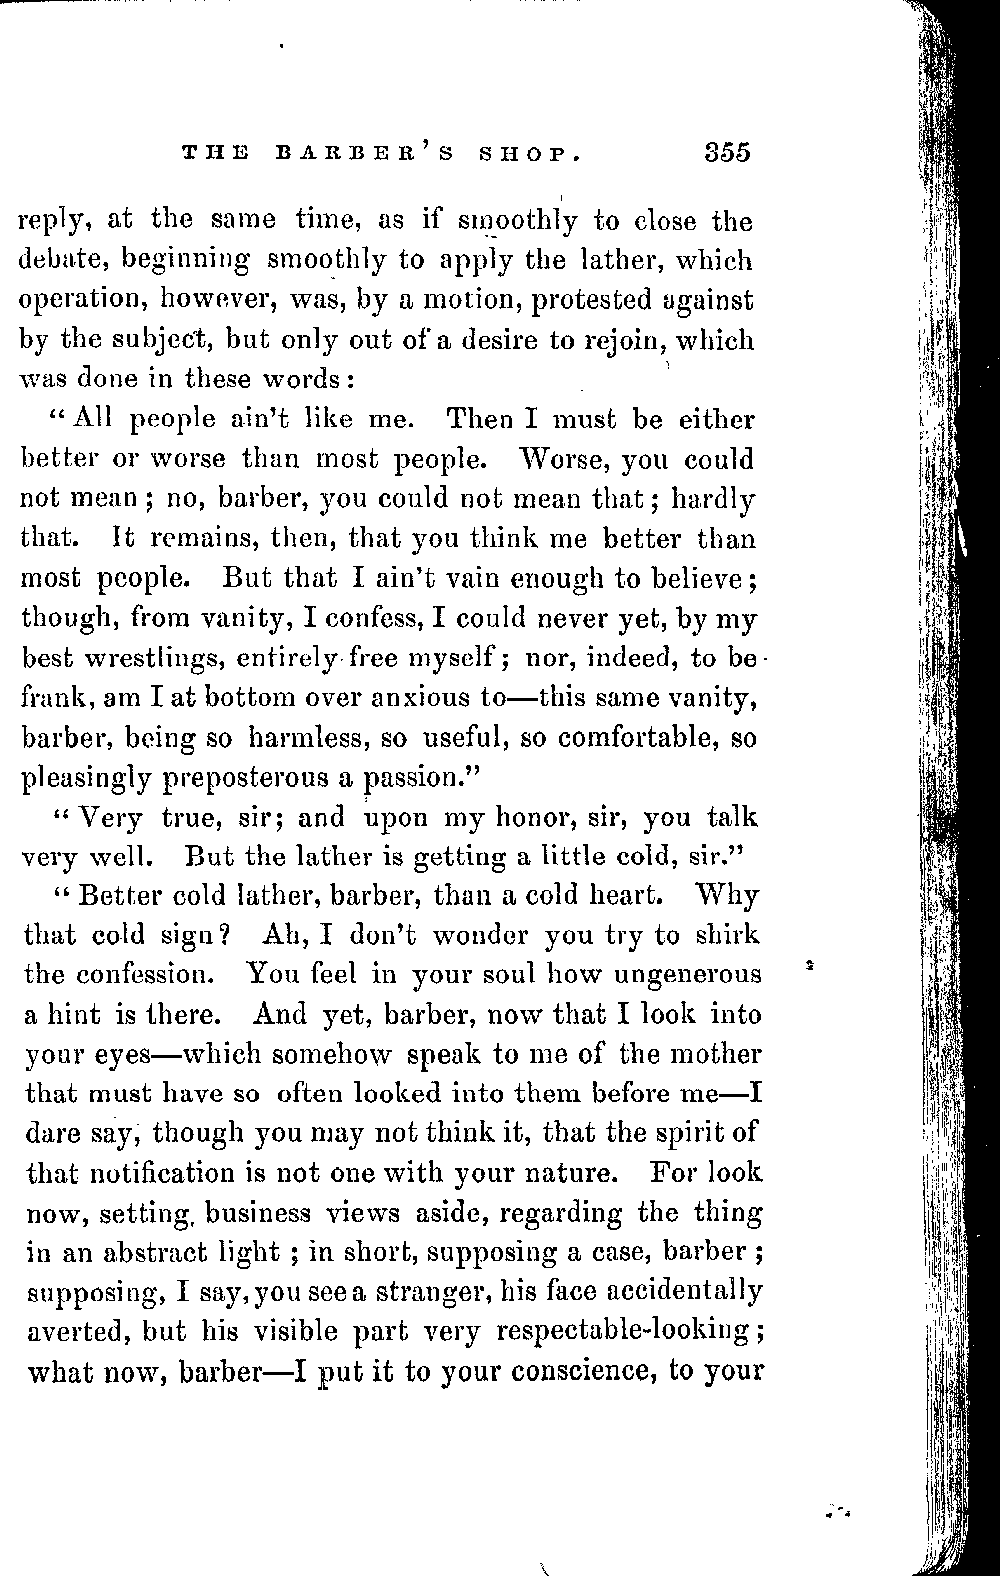 THE BARBER'S SHOP. 355
reply, at the same time, as if smoothly to close the
debate, beginning smoothly to apply the lather, which
operation, however, was, by a motion, protested against
by the subject, but only out of a desire to rejoin, which
was done in these words:
"All people ain't like me. Then I must be either
better or worse than most people. Worse, you could
not mean; no, barber, you could not mean that; hardly
that. It remains, then, that you think me better than
most people. But that I ain't vain enough to believe;
though, from vanity, I confess, I could never yet, by my
best wrestlings, entirely free myself; nor, indeed, to be
frank, am I at bottom over anxious to—this same vanity,
barber, being so harmless, so useful, so comfortable, so
pleasingly preposterous a passion."
"Very true, sir; and upon my honor, sir, you talk
very well. But the lather is getting a little cold, sir."
"Better cold lather, barber, than a cold heart. Why
that cold sign? Ah, I don't wonder you try to shirk
the confession. You feel in your soul how ungenerous
a hint is there. And yet, barber, now that I look into
your eyes—which somehow speak to me of the mother
that must have so often looked into them before me—I
dare say, though you may not think it, that the spirit of
that notification is not one with your nature. For look
now, setting, business views aside, regarding the thing
in an abstract light; in short, supposing a case, barber;
supposing, I say, you see a stranger, his face accidentally
averted, but his visible part very respectable-looking;
what now, barber—I put it to your conscience, to your